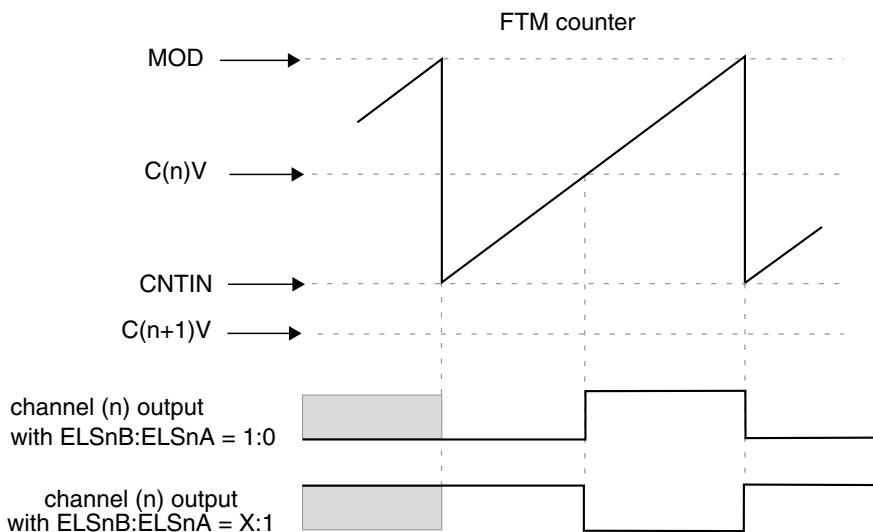 FTM counter
MOD
C(n)V
CNTIN
C(n+1)V
channel (n) output
with ELSnB:ELSnA = 1:0
channel (n) output
with ELSnB:ELSnA = X:1